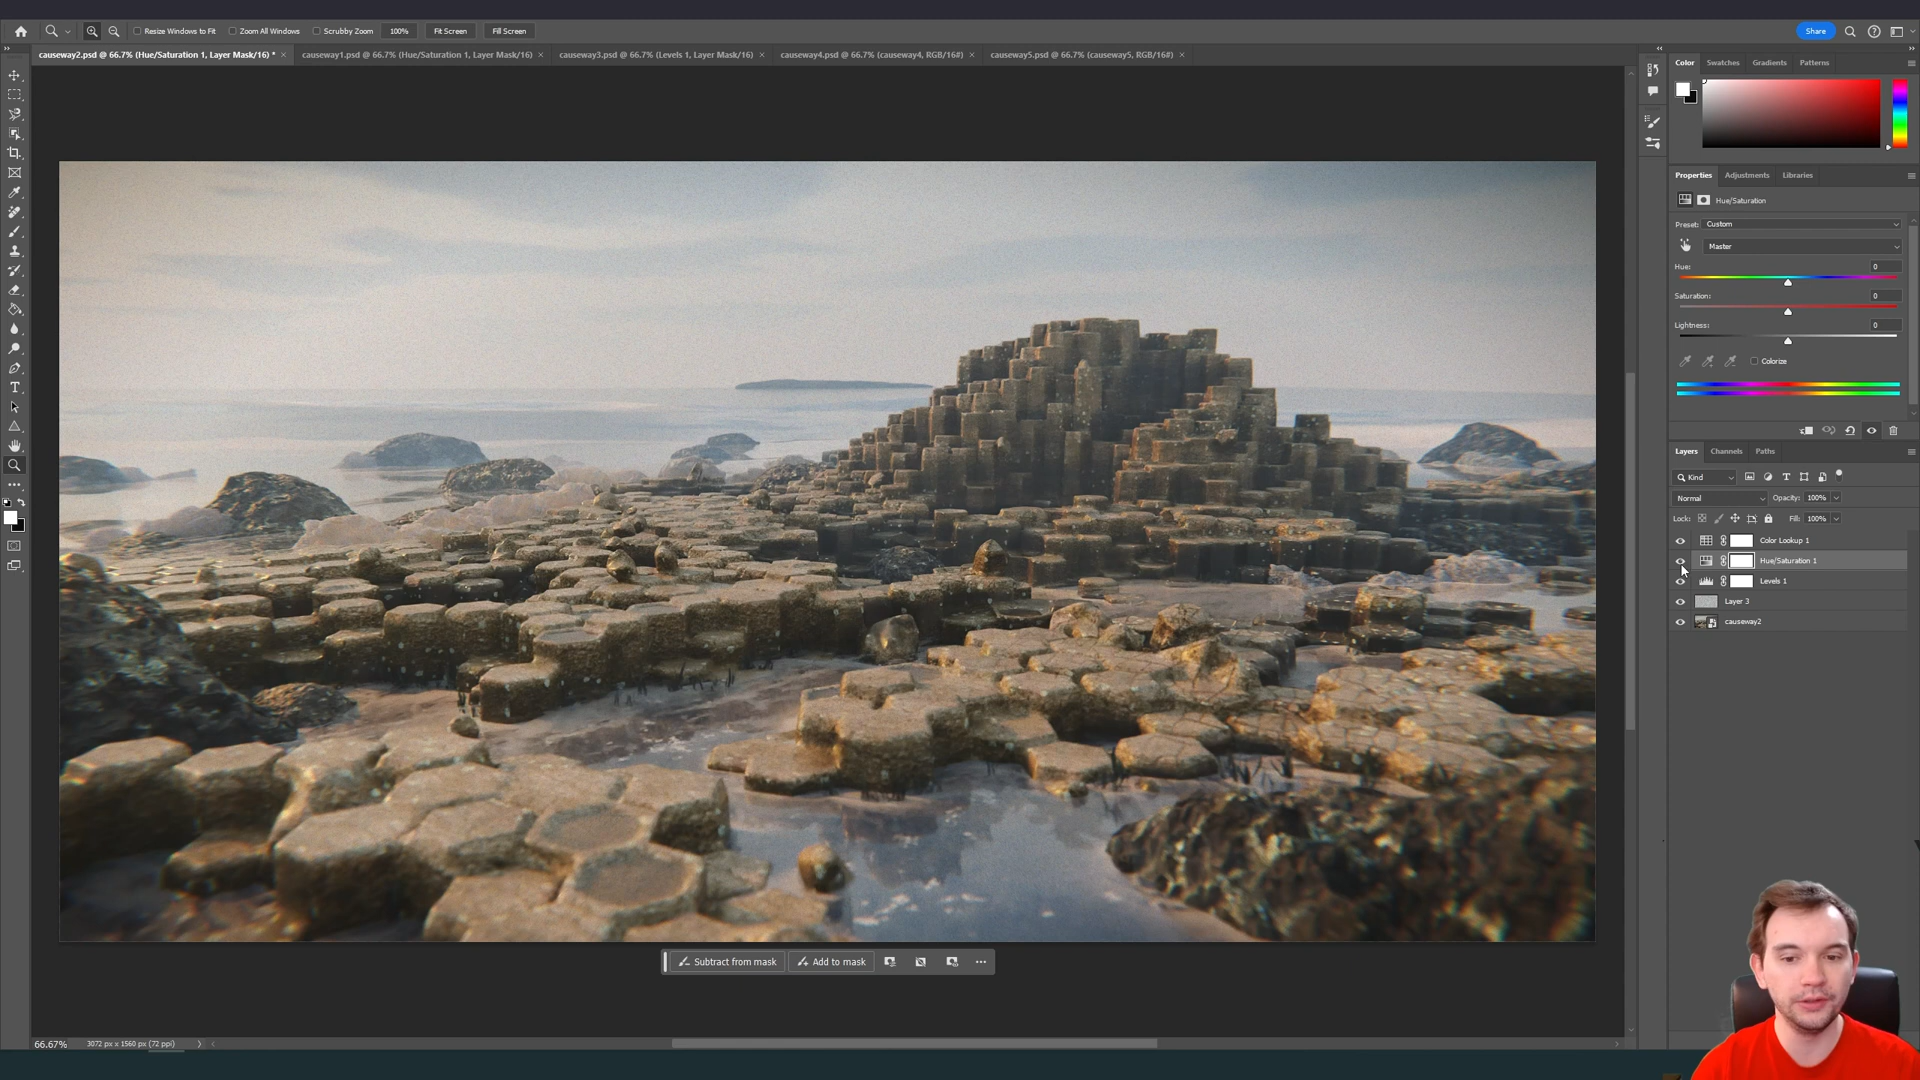 Resize Windows to Fit
Zoom All Windows
Scrubby Zoom
100%
Fit Screen
Fill Screen
Share
causeway2.psd @ 66.7% (Hue/Saturation 1, Layer Mask/16) *
causeway1.psd @ 66.7% (Hue/Saturation 1, Layer Mask/16)
causeway3.psd @ 66.7% (Levels 1, Layer Mask/16)
causeway4.psd @ 66.7% (causeway4, RGB/16#)
causeway5.psd @ 66.7% (causeway5, RGB/16#)
Color
Swatches
Gradients
Patterns
Properties
Adjustments
Libraries
Hue/Saturation
Preset: Custom
Master
Hue: 0
Saturation: 0
Lightness: 0
Colorize
Layers
Channels
Paths
Kind
Normal
Opacity: 100%
Lock:
Fill: 100%
Color Lookup 1
Hue/Saturation 1
Levels 1
Layer 3
causeway2
Subtract from mask
Add to mask
66.67%
3072 px x 1560 px (72 ppi)